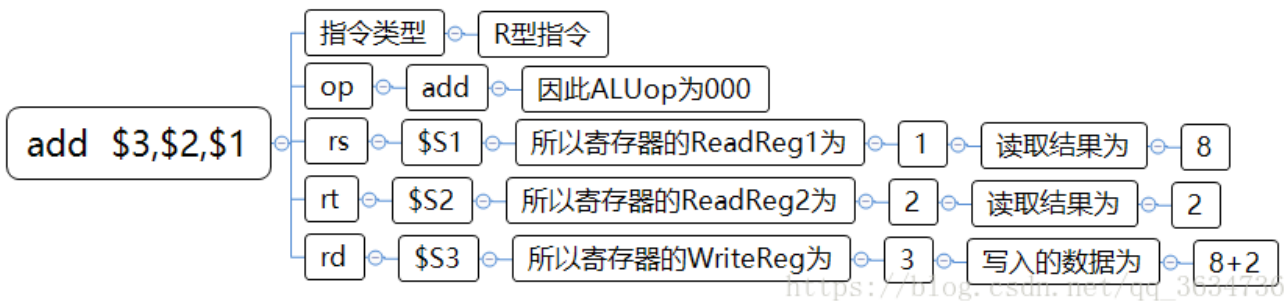 add $3,$2,$1
指令类型 R型指令
op add 因此ALUop为000
rs $S1 所以寄存器的ReadReg1为 1 读取结果为 8
rt $S2 所以寄存器的ReadReg2为 2 读取结果为 2
rd $S3 所以寄存器的WriteReg为 3 写入的数据为 8+2
https://blog.csdn.net/qq_3634736